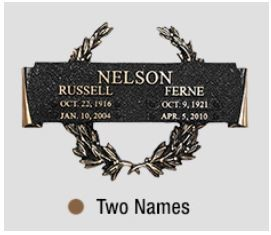 NELSON
RUSSELL FERNE
OCT. 22, 1916 OCT. 9, 1921
JAN. 10, 2004 APR. 5, 2010
Two Names